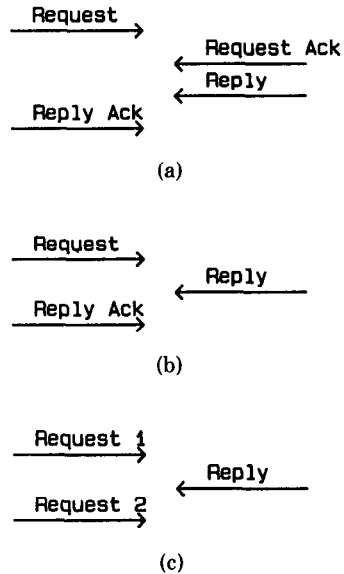 Request
Request Ack
Reply
Reply Ack
(a)
Request
Reply
Reply Ack
(b)
Request 1
Reply
Request 2
(c)